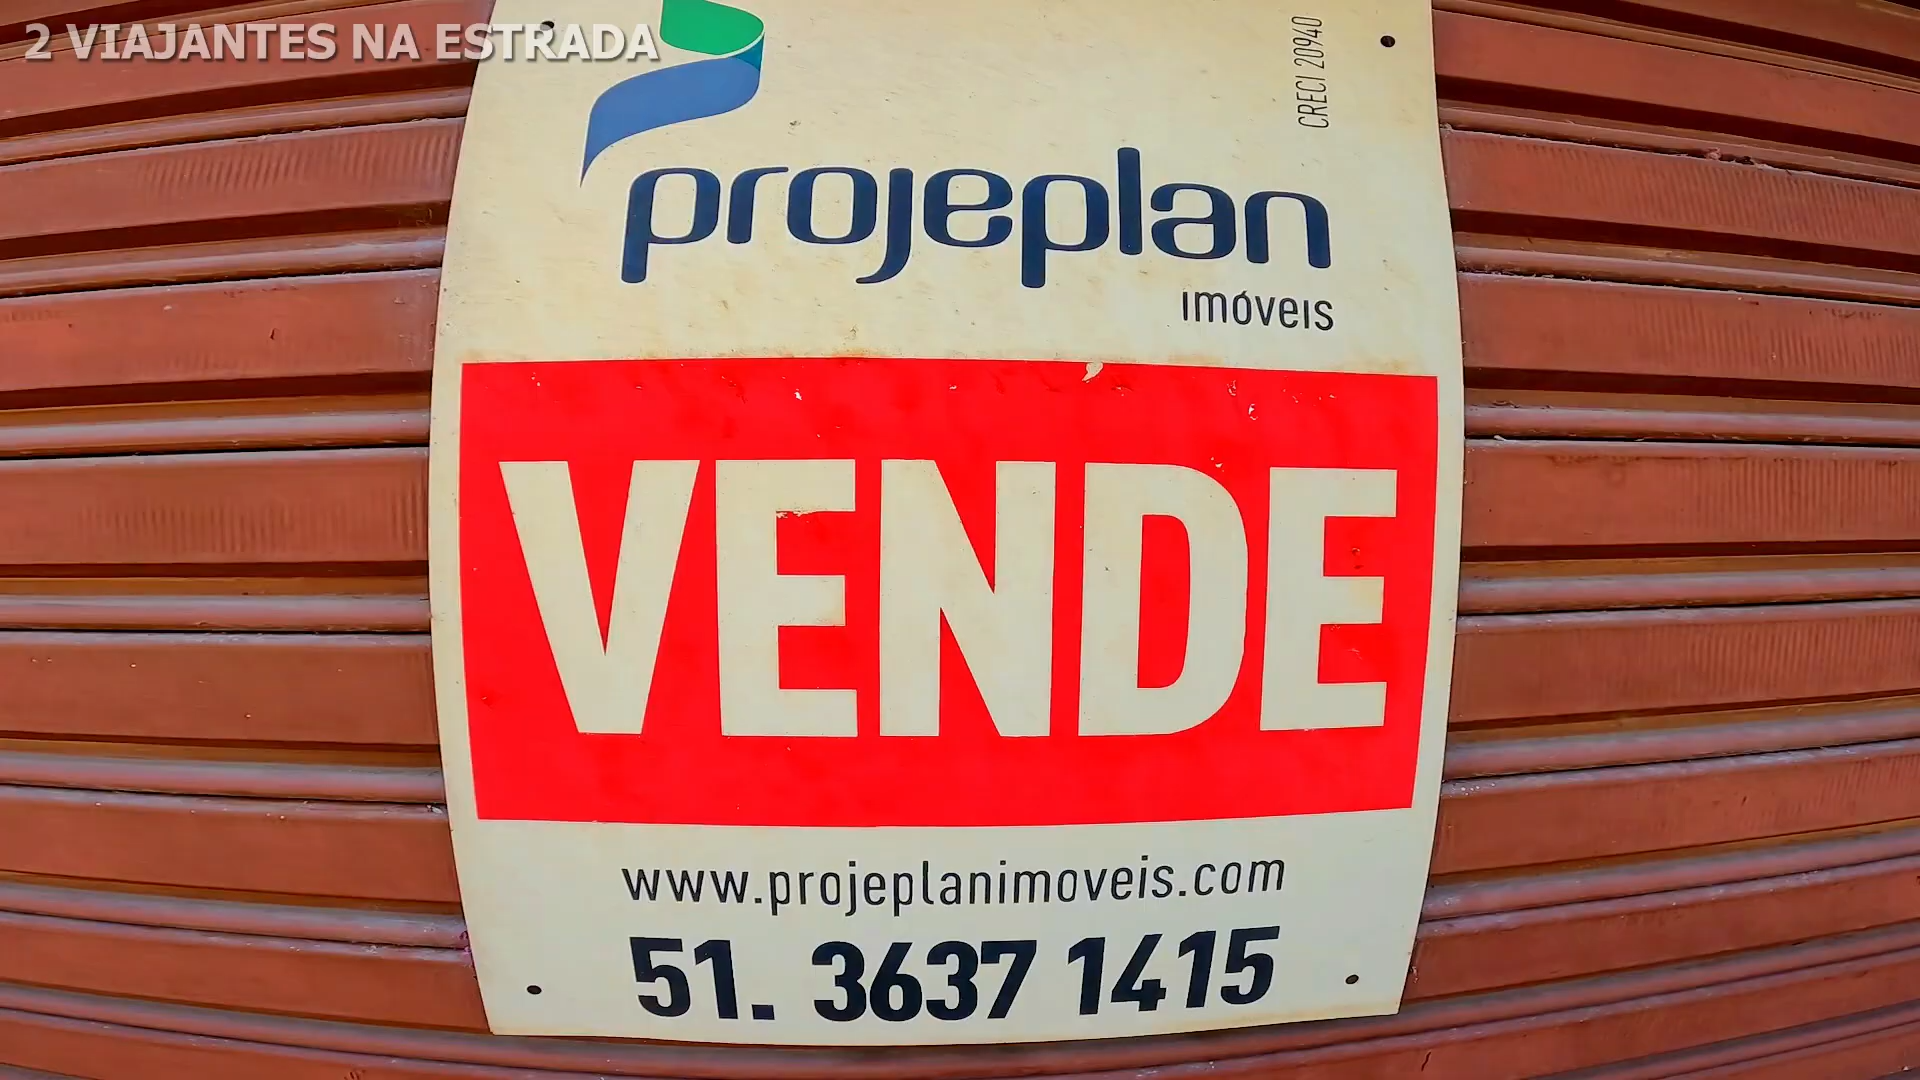 2 VIAJANTES NA ESTRADA
CRECI 20940
projeplan
imóveis
VENDE
www.projeplanimoveis.com
51. 3637 1415